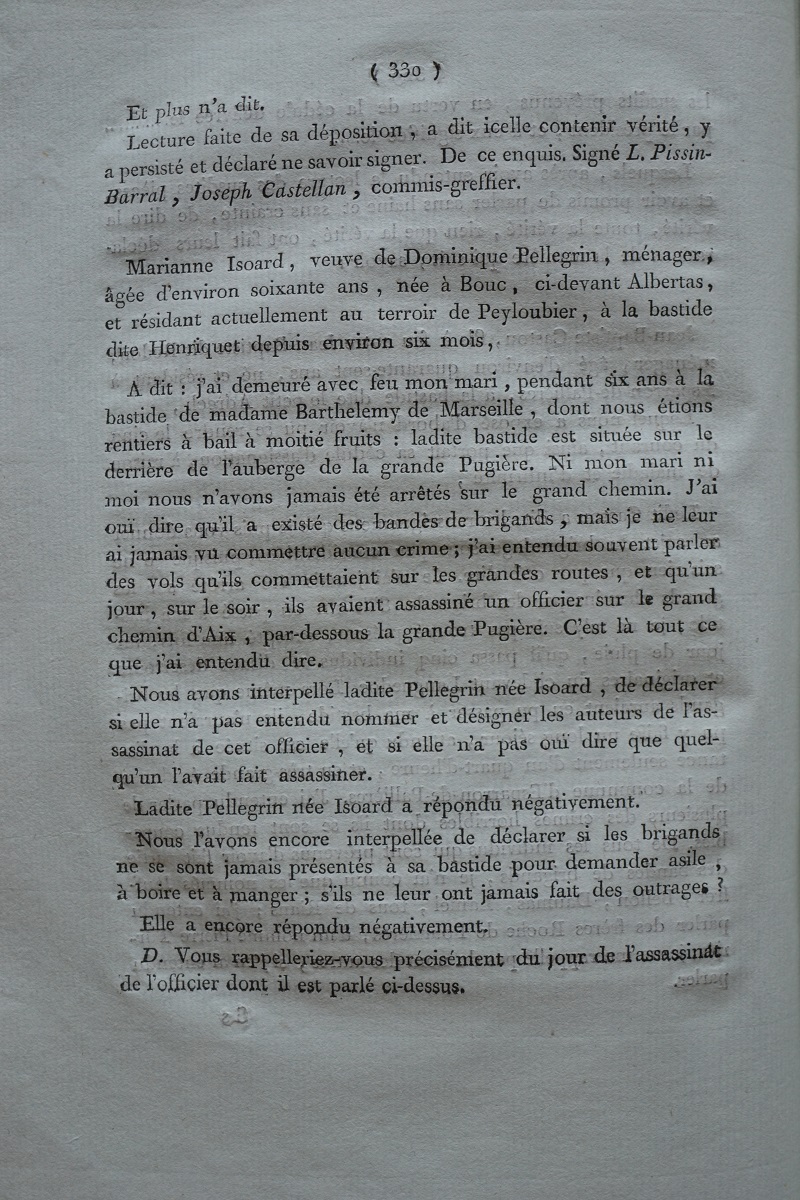 ( 330 )
Et plus n'a dit.
Lecture faite de sa déposition, a dit icelle contenir vérité, y
a persisté et déclaré ne savoir signer. De ce enquis. Signé L. Pissin-
Barral, Joseph Castellan, commis-greffier.
Marianne Isoard, veuve de Dominique Pellegrin, ménager,
âgée d'environ soixante ans, née à Bouc, ci-devant Albertas,
et résidant actuellement au terroir de Peyloubier, à la bastide
dite Henriquet depuis environ six mois,
A dit : j'ai demeuré avec feu mon mari, pendant six ans à la
bastide de madame Barthelemy de Marseille, dont nous étions
rentiers à bail à moitié fruits : ladite bastide est située sur le
derrière de l'auberge de la grande Pugière. Ni mon mari ni
moi nous n'avons jamais été arrêtés sur le grand chemin. J'ai
ouï dire qu'il a existé des bandes de brigands, mais je ne leur
ai jamais vu commettre aucun crime ; j'ai entendu souvent parler
des vols qu'ils commettaient sur les grandes routes, et qu'un
jour, sur le soir, ils avaient assassiné un officier sur le grand
chemin d'Aix, par-dessous la grande Pugière. C'est là tout ce
que j'ai entendu dire.
Nous avons interpellé ladite Pellegrin née Isoard, de déclarer
si elle n'a pas entendu nommer et désigner les auteurs de l'as-
sassinat de cet officier, et si elle n'a pas ouï dire que quel-
qu'un l'avait fait assassiner.
Ladite Pellegrin née Isoard a répondu négativement.
Nous l'avons encore interpellée de déclarer si les brigands
ne se sont jamais présentés à sa bastide pour demander asile,
à boire et à manger ; s'ils ne leur ont jamais fait des outrages ?
Elle a encore répondu négativement.
D. Vous rappelleriez-vous précisément du jour de l'assassinat
de l'officier dont il est parlé ci-dessus.